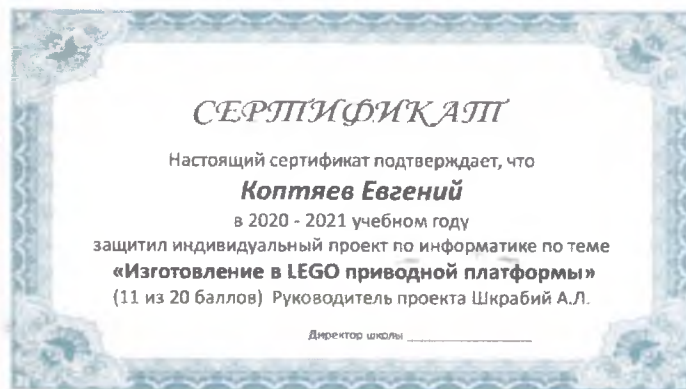 СЕРТИФИКАТ
Настоящий сертификат подтверждает, что
Коптяев Евгений
в 2020 - 2021 учебном году
защитил индивидуальный проект по информатике по теме
«Изготовление в LEGO приводной платформы»
(11 из 20 баллов) Руководитель проекта Шкрабий А.Л.
Директор школы